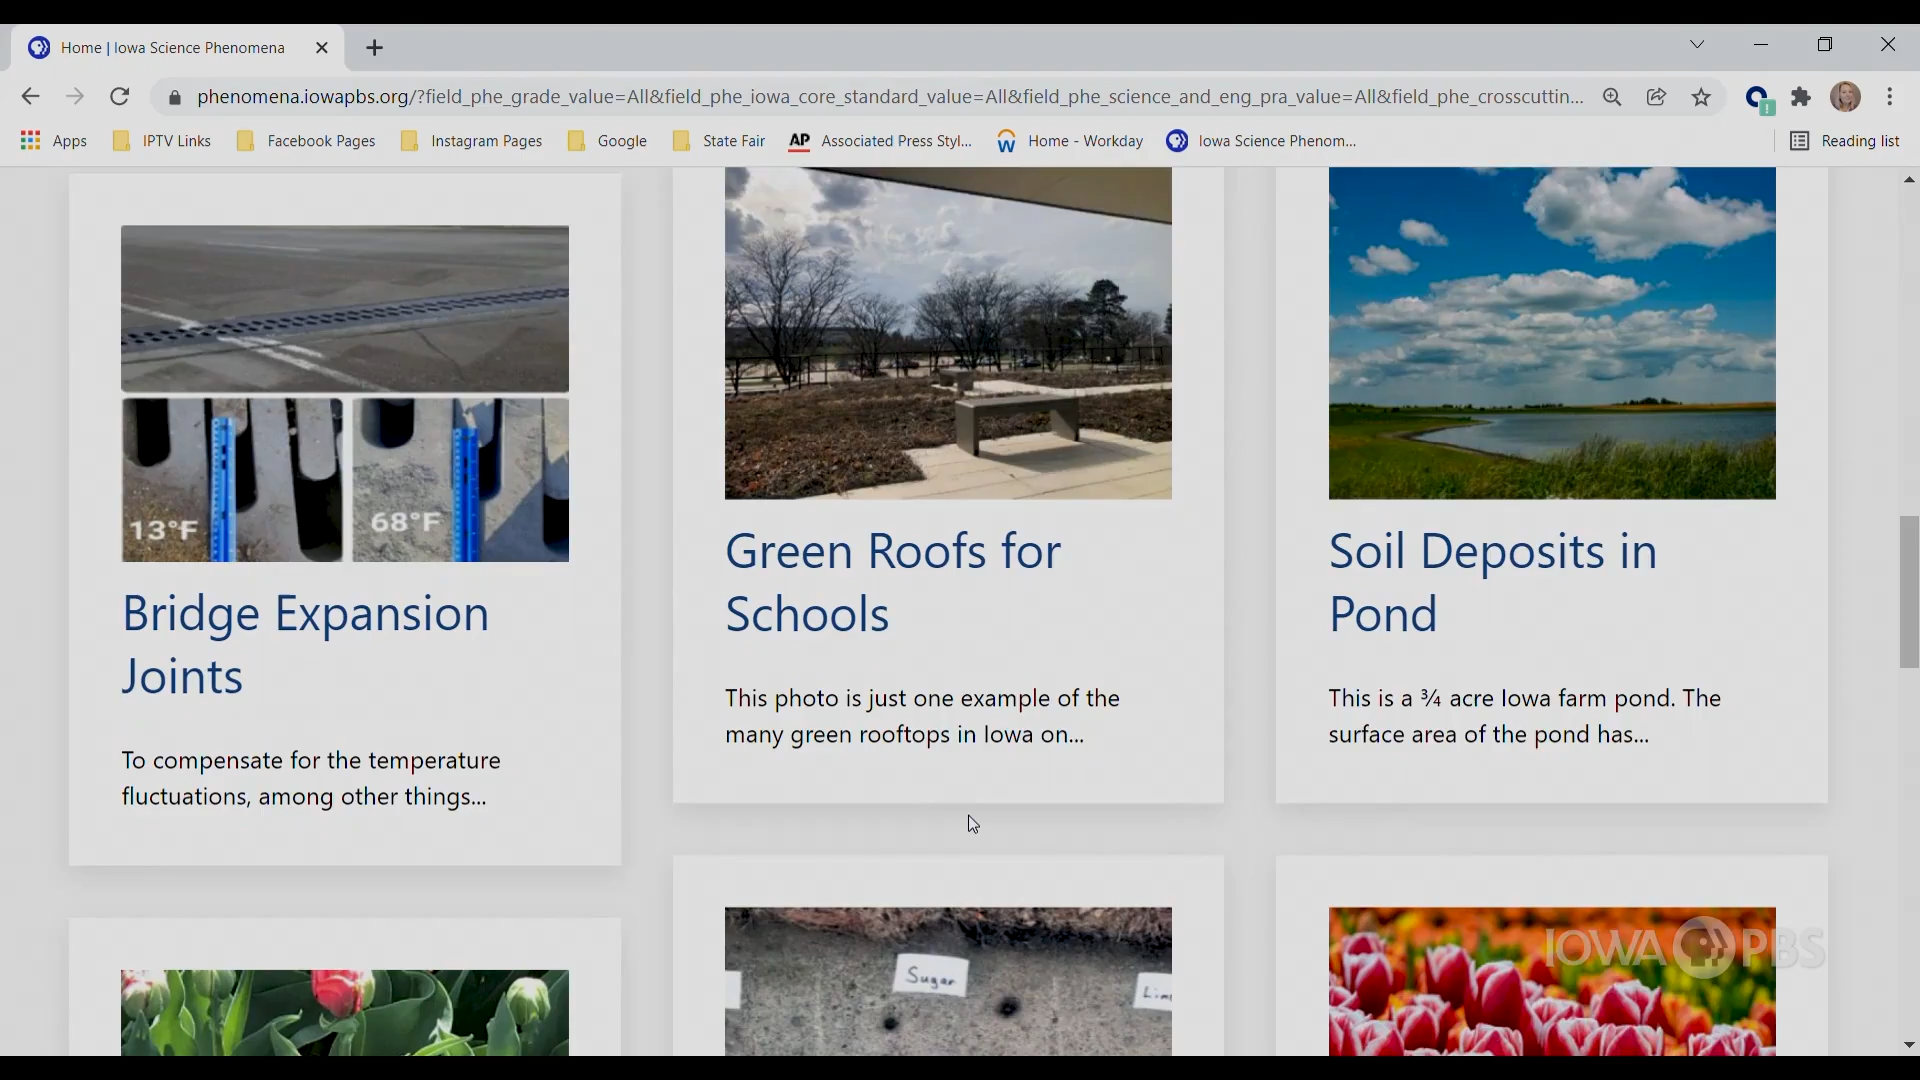 Home | Iowa Science Phenomena
phenomena.iowapbs.org/?field_phe_grade_value=All&field_phe_iowa_core_standard_value=All&field_phe_science_and_eng_pra_value=All&field_phe_crosscuttin...
Apps IPTV Links Facebook Pages Instagram Pages Google State Fair AP Associated Press Styl... Home - Workday Iowa Science Phenom... Reading list
13°F 68°F
Bridge Expansion
Joints
To compensate for the temperature
fluctuations, among other things...
Green Roofs for
Schools
This photo is just one example of the
many green rooftops in Iowa on...
Soil Deposits in
Pond
This is a ¾ acre Iowa farm pond. The
surface area of the pond has...
Sugar
IOWA PBS